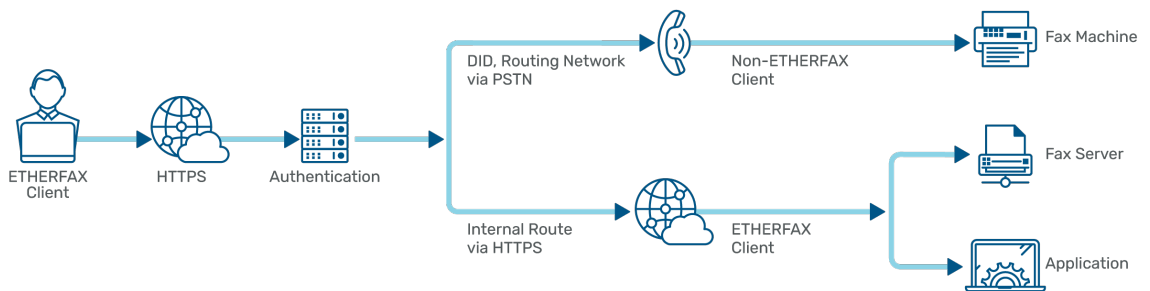 ETHERFAX
Client
HTTPS
Authentication
DID, Routing Network
via PSTN
Non-ETHERFAX
Client
Fax Machine
Internal Route
via HTTPS
ETHERFAX
Client
Fax Server
Application